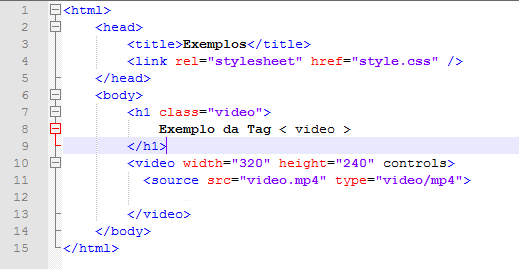 1 <html>
2 <head>
3 <title>Exemplos</title>
4 <link rel="stylesheet" href="style.css" />
5 </head>
6 <body>
7 <h1 class="video">
8 Exemplo da Tag < video >
9 </h1>
10 <video width="320" height="240" controls>
11 <source src="video.mp4" type="video/mp4">
12
13 </video>
14 </body>
15 </html>